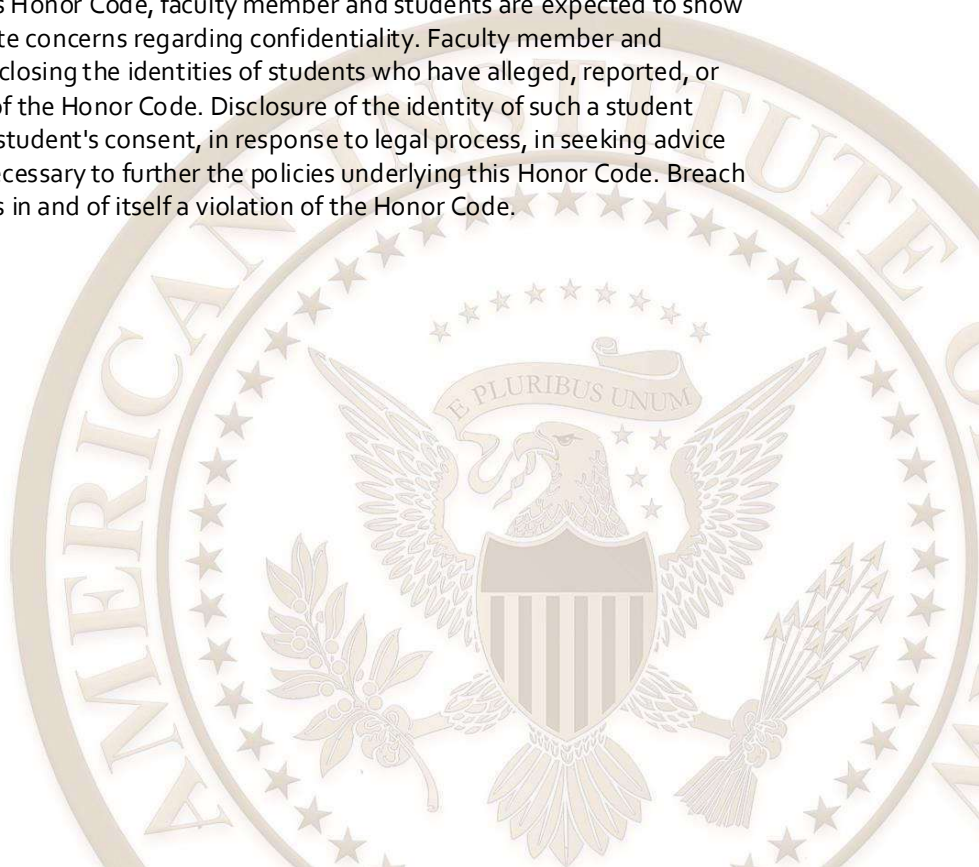 s Honor Code, faculty member and students are expected to show
te concerns regarding confidentiality. Faculty member and
closing the identities of students who have alleged, reported, or
of the Honor Code. Disclosure of the identity of such a student
student's consent, in response to legal process, in seeking advice
ecessary to further the policies underlying this Honor Code. Breach
s in and of itself a violation of the Honor Code.
AMERICAN INSTITUTE O
E PLURIBUS UNUM